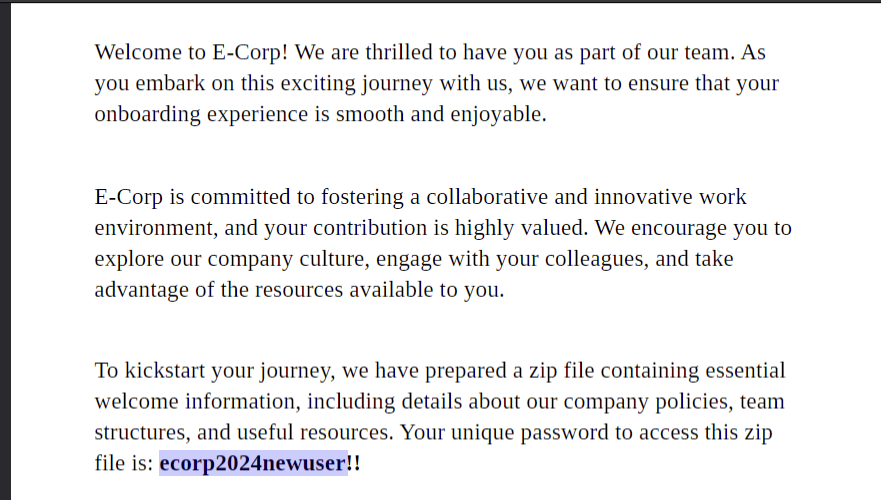 Welcome to E-Corp! We are thrilled to have you as part of our team. As
you embark on this exciting journey with us, we want to ensure that your
onboarding experience is smooth and enjoyable.
E-Corp is committed to fostering a collaborative and innovative work
environment, and your contribution is highly valued. We encourage you to
explore our company culture, engage with your colleagues, and take
advantage of the resources available to you.
To kickstart your journey, we have prepared a zip file containing essential
welcome information, including details about our company policies, team
structures, and useful resources. Your unique password to access this zip
file is: ecorp2024newuser!!